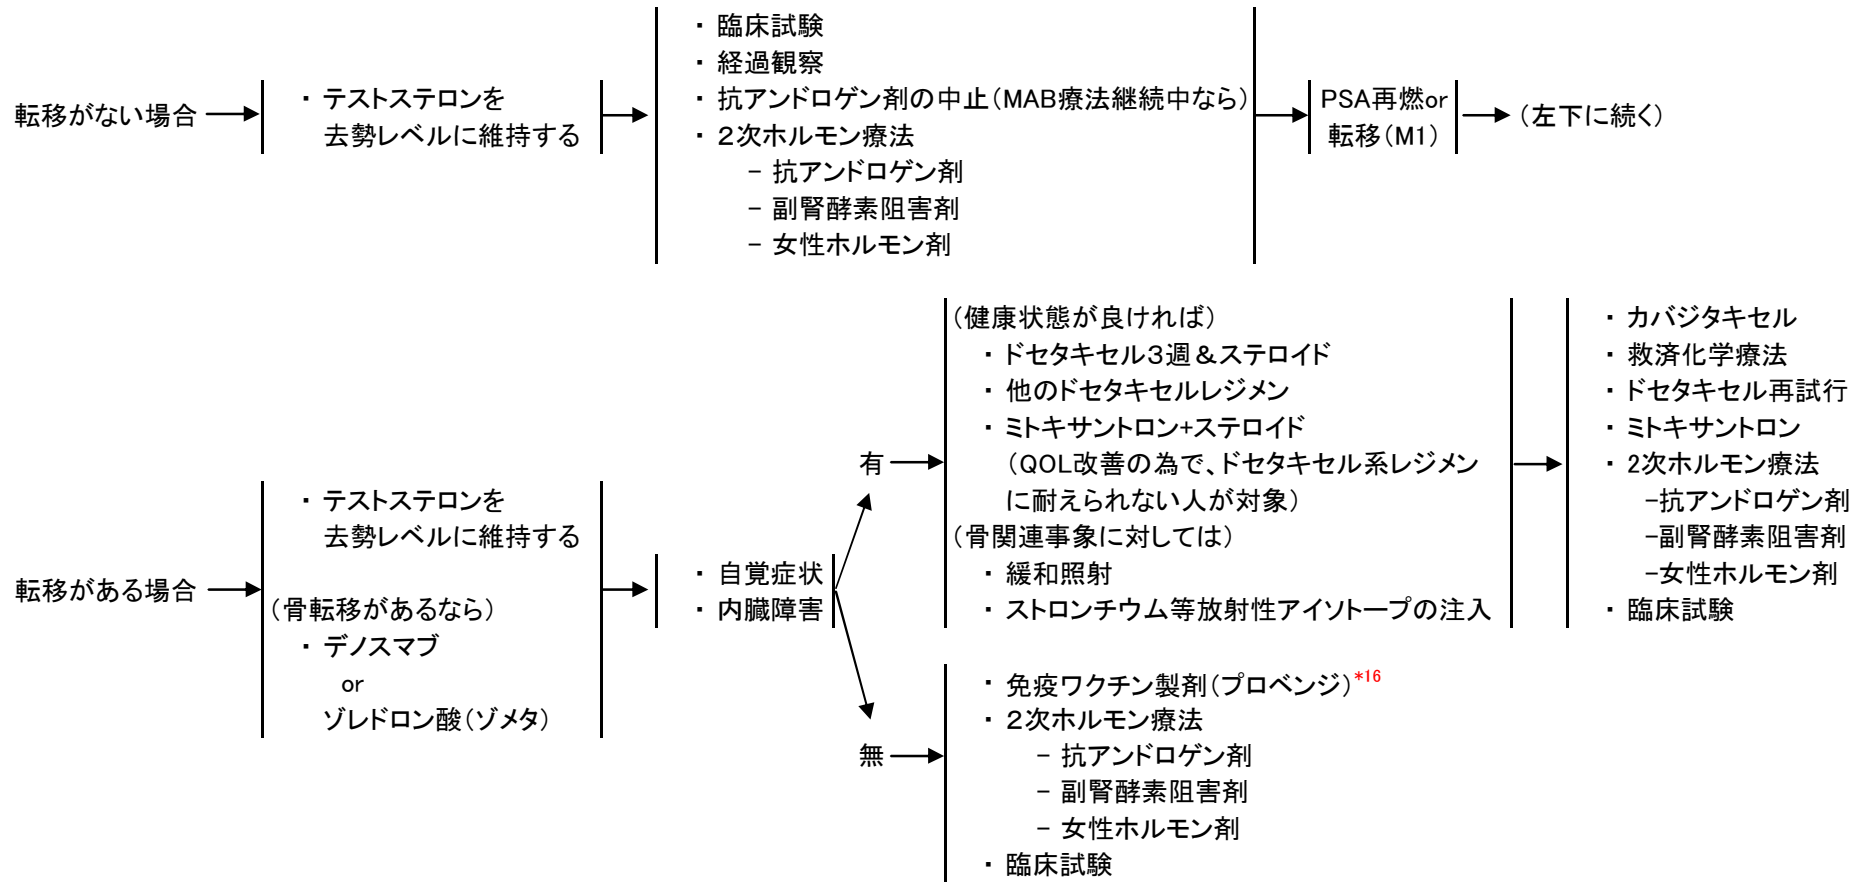 転移がない場合
・ テストステロンを
去勢レベルに維持する
・ 臨床試験
・ 経過観察
・ 抗アンドロゲン剤の中止(MAB療法継続中なら)
・ 2次ホルモン療法
− 抗アンドロゲン剤
− 副腎酵素阻害剤
− 女性ホルモン剤
PSA再燃or
転移(M1)
(左下に続く)
転移がある場合
・ テストステロンを
去勢レベルに維持する
(骨転移があるなら)
・ デノスマブ
or
ゾレドロン酸(ゾメタ)
・ 自覚症状
・ 内臓障害
有
(健康状態が良ければ)
・ ドセタキセル3週&ステロイド
・ 他のドセタキセルレジメン
・ ミトキサントロン+ステロイド
(QOL改善の為で、ドセタキセル系レジメン
に耐えられない人が対象)
(骨関連事象に対しては)
・ 緩和照射
・ ストロンチウム等放射性アイソトープの注入
・ カバジタキセル
・ 救済化学療法
・ ドセタキセル再試行
・ ミトキサントロン
・ 2次ホルモン療法
−抗アンドロゲン剤
−副腎酵素阻害剤
−女性ホルモン剤
・ 臨床試験
無
・ 免疫ワクチン製剤(プロベンジ)*16
・ 2次ホルモン療法
− 抗アンドロゲン剤
− 副腎酵素阻害剤
− 女性ホルモン剤
・ 臨床試験